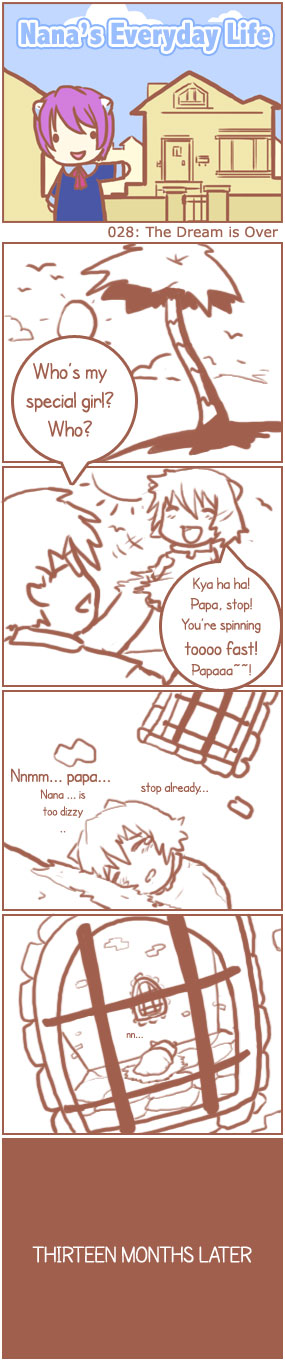 Nana's Everyday Life
028: The Dream is Over
Who's my
special girl?
Who?
Kya ha ha!
Papa, stop!
You're spinning
toooo fast!
Papaaa~~!
Nnmm... papa...
Nana ... is
too dizzy
..
stop already...
nn...
THIRTEEN MONTHS LATER